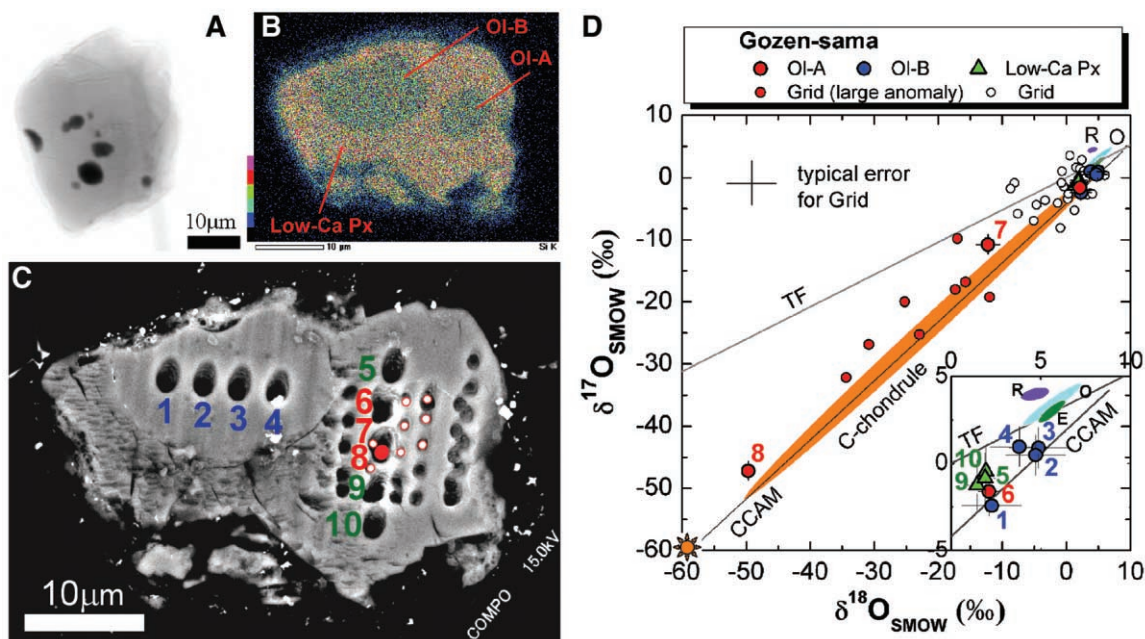 A
10μm
B
Ol-B
Ol-A
Low-Ca Px
10 μm
Si K
C
1 2 3 4
5
6
7
8
9
10
10μm
COMPO
15.0kV
D
Gozen-sama
Ol-A Ol-B Low-Ca Px
Grid (large anomaly) Grid
typical error
for Grid
R O
7
TF
C-chondrule
CCAM
8
10
0
-10
-20
-30
-40
-50
-60
δ17OSMOW (‰)
-60 -50 -40 -30 -20 -10 0 10
δ18OSMOW (‰)
0 5 10
5
0
-5
R O
E
TF
CCAM
4 3
2
10
9 5
6
1